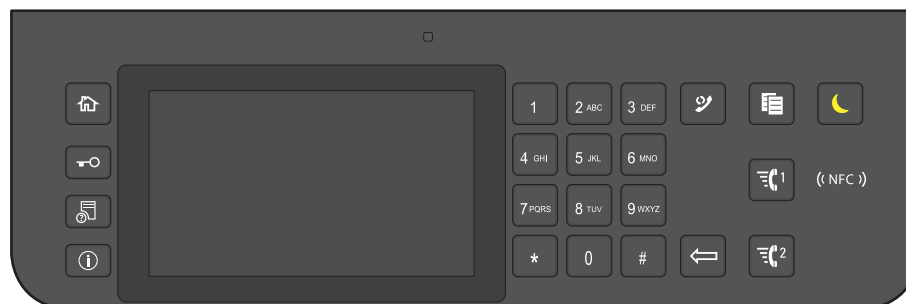 1 2 ABC 3 DEF
4 GHI 5 JKL 6 MNO
1 ((NFC))
7 PQRS 8 TUV 9 WXYZ
* 0 # 2